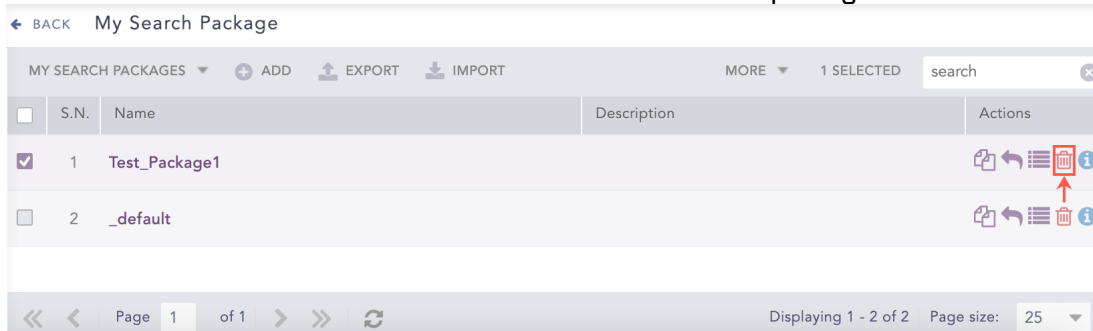 BACK My Search Package
MY SEARCH PACKAGES ADD EXPORT IMPORT MORE 1 SELECTED search
S.N. Name Description Actions
1 Test_Package1
2 _default
Page 1 of 1 Displaying 1 - 2 of 2 Page size: 25